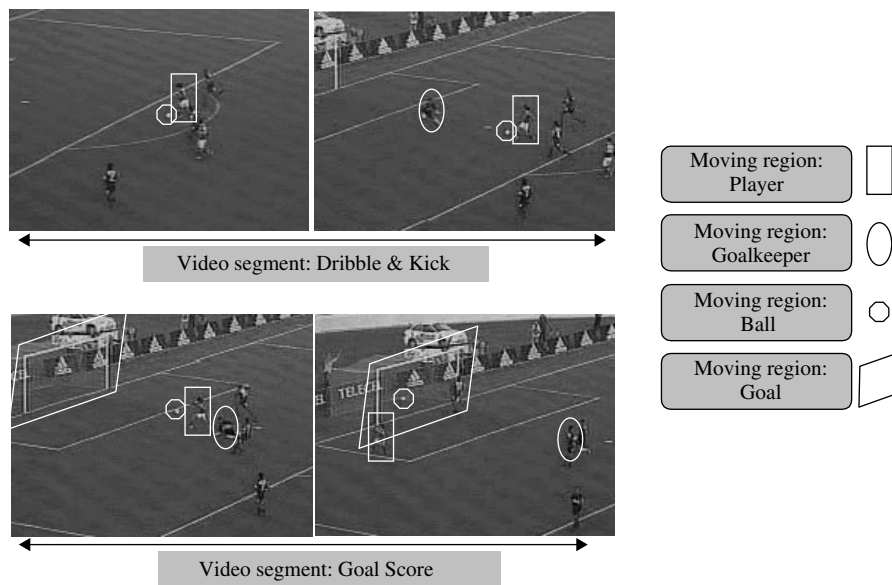 ADIDAS
Moving region:
Player
Moving region:
Goalkeeper
Video segment: Dribble & Kick
Moving region:
Ball
Moving region:
Goal
TELECEL
Video segment: Goal Score